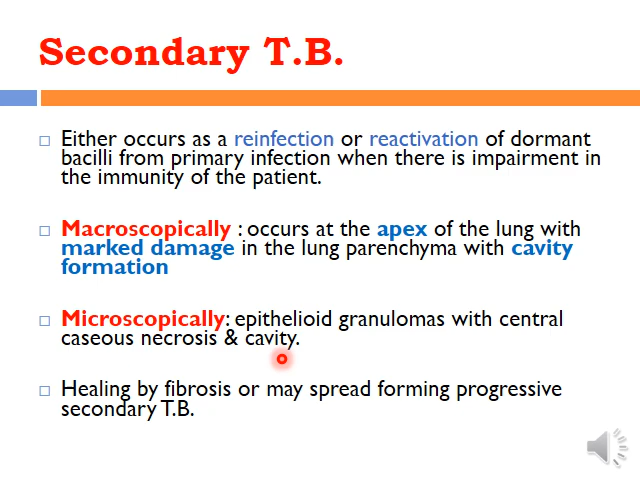 Secondary T.B.
Either occurs as a reinfection or reactivation of dormant
bacilli from primary infection when there is impairment in
the immunity of the patient.
Macroscopically : occurs at the apex of the lung with
marked damage in the lung parenchyma with cavity
formation
Microscopically: epithelioid granulomas with central
caseous necrosis & cavity.
Healing by fibrosis or may spread forming progressive
secondary T.B.